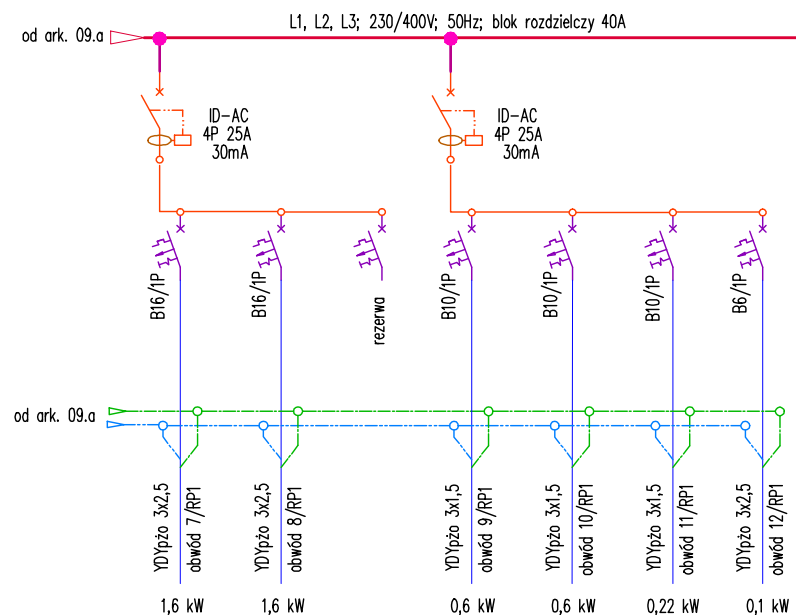 L1, L2, L3; 230/400V; 50Hz; blok rozdzielczy 40A
od ark. 09.a
ID-AC
4P 25A
30mA
ID-AC
4P 25A
30mA
B16/1P
B16/1P
rezerwa
B10/1P
B10/1P
B10/1P
B6/1P
od ark. 09.a
YDYpżo 3x2,5
obwód 7/RP1
YDYpżo 3x2,5
obwód 8/RP1
YDYpżo 3x1,5
obwód 9/RP1
YDYpżo 3x1,5
obwód 10/RP1
YDYpżo 3x1,5
obwód 11/RP1
YDYpżo 3x2,5
obwód 12/RP1
1,6 kW
1,6 kW
0,6 kW
0,6 kW
0,22 kW
0,1 kW